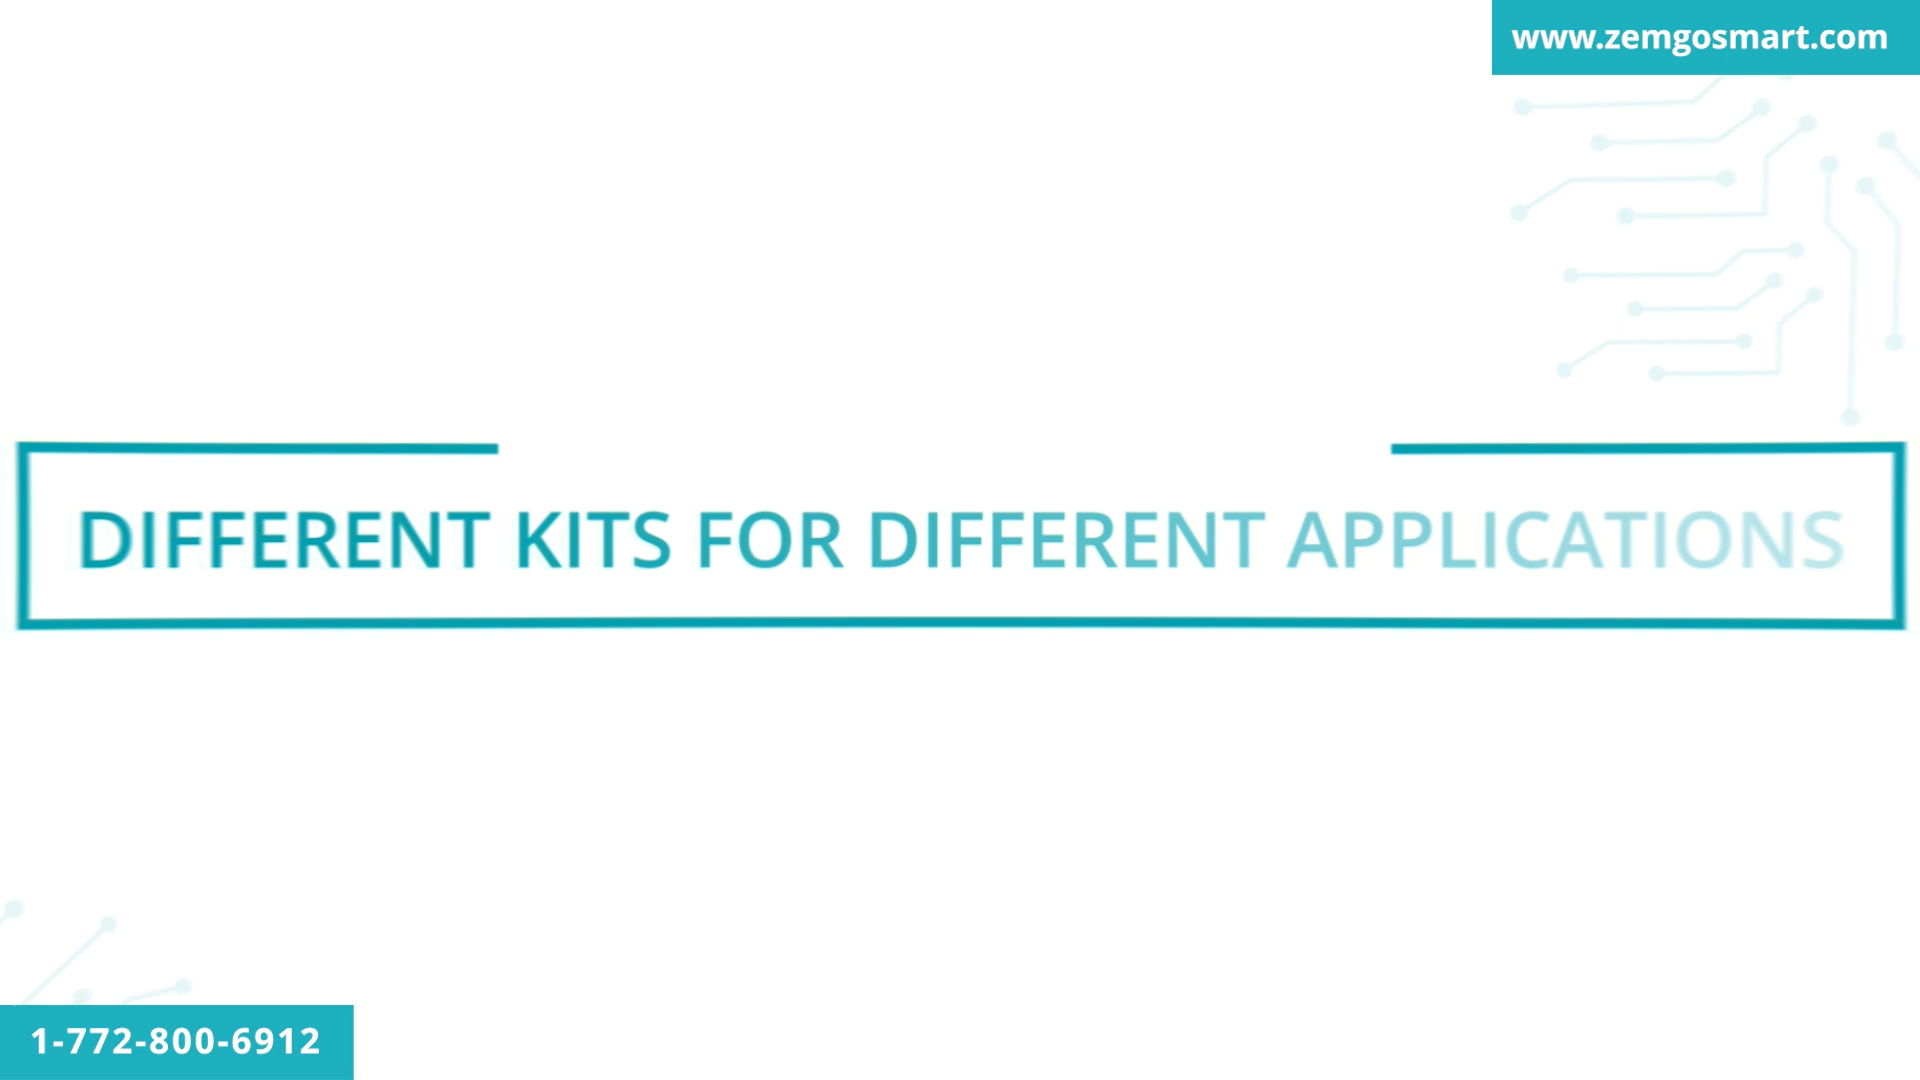 www.zemgosmart.com
DIFFERENT KITS FOR DIFFERENT APPLICATIONS
1-772-800-6912